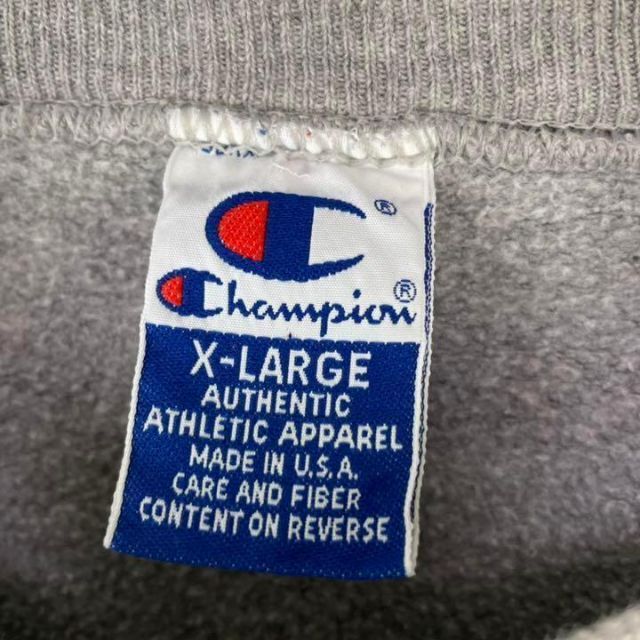 ®
Champion®
X-LARGE
AUTHENTIC
ATHLETIC APPAREL
MADE IN U.S.A.
CARE AND FIBER
CONTENT ON REVERSE